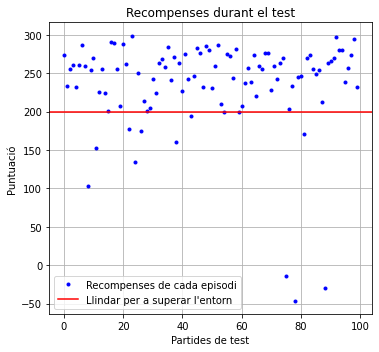 Recompenses durant el test
300
250
200
150
100
50
0
−50
Puntuació
Recompenses de cada episodi
Llindar per a superar l'entorn
0 20 40 60 80 100
Partides de test